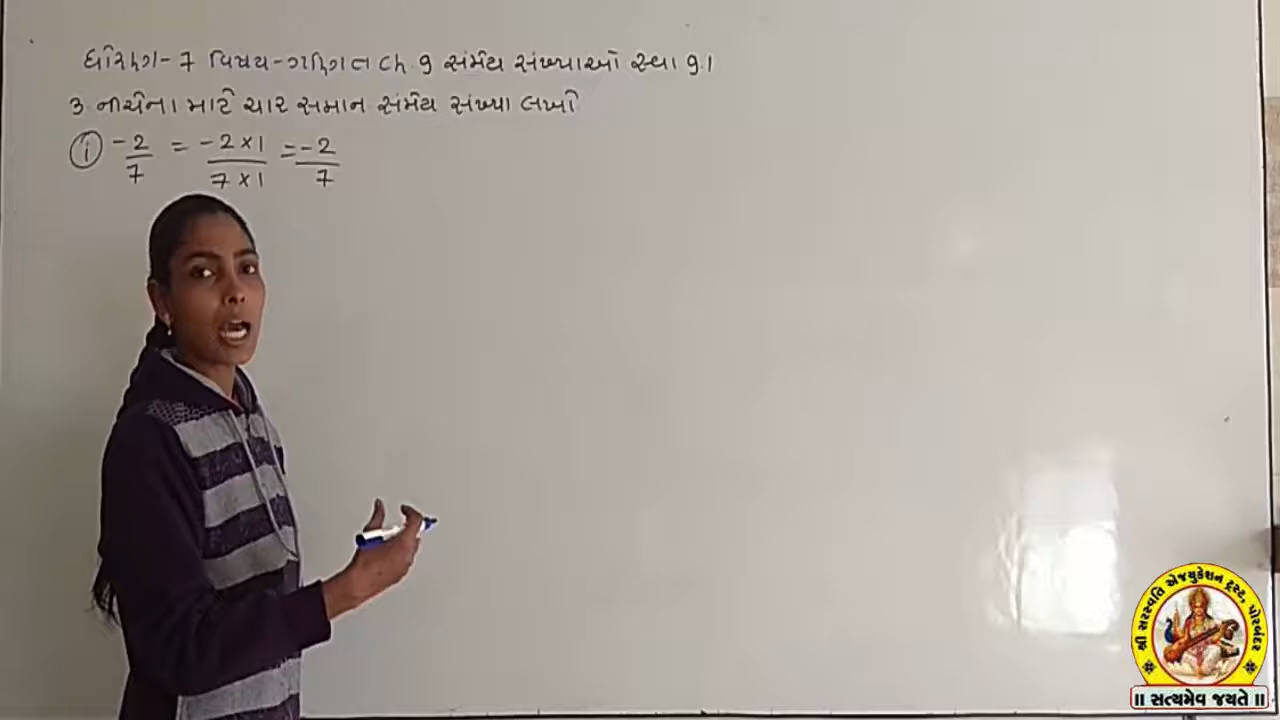 ધોરણ-7 વિષય-ગણિત Ch 9 સંમેય સંખ્યાઓ સ્વા 9.1
3 નીચેના માટે ચાર સમાન સંમેય સંખ્યા લખો
(i) -2/7 = -2×1/7×1 = -2/7
શ્રી સરસ્વતિ એજ્યુકેશન ટ્રસ્ટ, પોરબંદર
॥ સત્યમેવ જયતે ॥